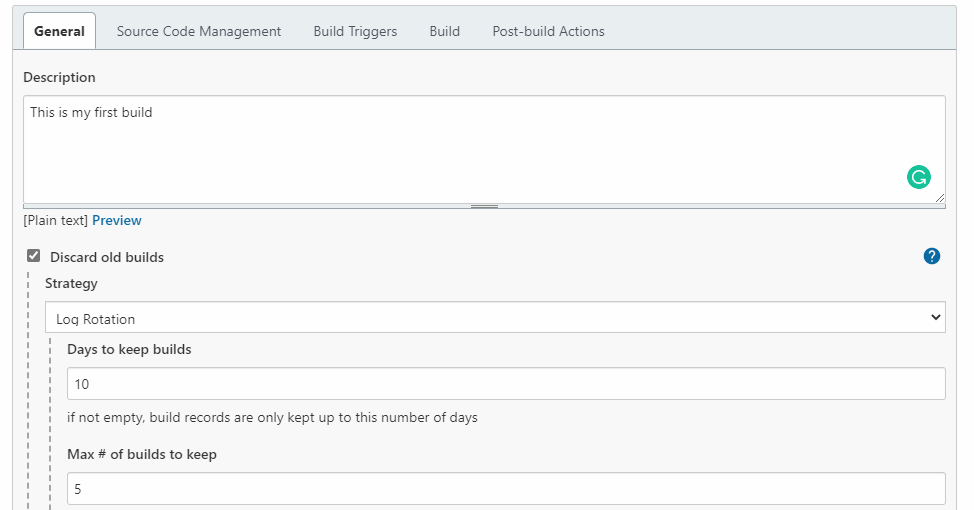 General Source Code Management Build Triggers Build Post-build Actions
Description
This is my first build
[Plain text] Preview
Discard old builds
?
Strategy
Log Rotation
Days to keep builds
10
if not empty, build records are only kept up to this number of days
Max # of builds to keep
5